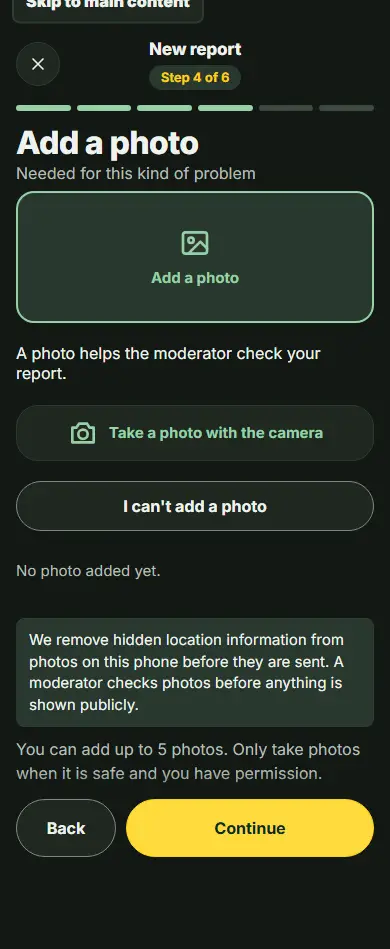 Skip to main content
New report
Step 4 of 6
Add a photo
Needed for this kind of problem
Add a photo
A photo helps the moderator check your
report.
Take a photo with the camera
I can't add a photo
No photo added yet.
We remove hidden location information from
photos on this phone before they are sent. A
moderator checks photos before anything is
shown publicly.
You can add up to 5 photos. Only take photos
when it is safe and you have permission.
Back
Continue